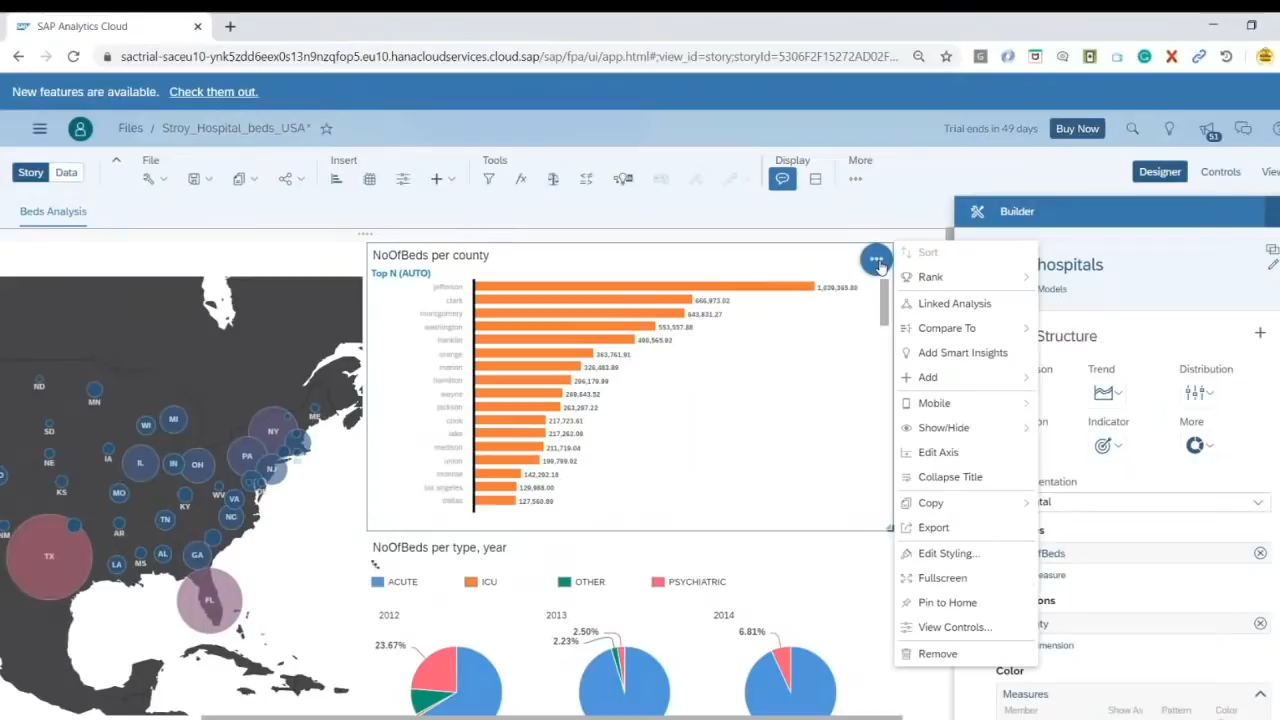 SAP Analytics Cloud
sactrial-saceu10-ynk5zdd6eex0s13n9nzqfop5.eu10.hanacloudservices.cloud.sap/sap/fpa/ui/app.html#;view_id=story;storyId=5306F2F15272AD02F...
New features are available. Check them out.
Files / Stroy_Hospital_beds_USA*
Trial ends in 49 days
Buy Now
51
Story
Data
File
Insert
Tools
Display
More
Designer
Controls
Beds Analysis
Builder
NoOfBeds per county
Top N (AUTO)
jefferson
clark 666,973.02
montgomery 643,831.27
washington 553,557.88
franklin
orange 363,761.91
marion 326,483.89
hamilton 296,179.99
wayne 269,643.52
jackson 263,297.22
cook 217,723.61
lake 217,262.08
madison 211,719.04
union 199,799.02
monroe 142,292.18
los angeles 129,988.00
dallas 127,560.89
Sort
Rank
Linked Analysis
Compare To
Add Smart Insights
Add
Mobile
Show/Hide
Edit Axis
Collapse Title
Copy
Export
Edit Styling...
Fullscreen
Pin to Home
View Controls...
Remove
hospitals
Models
Structure
Trend
Distribution
Indicator
More
Color
Measures
Member
Show As
Pattern
Color
ND
MN
SD
WI
MI
NY
ME
NE
IA
IL
IN
OH
PA
NJ
KS
MO
KY
WV
VA
NM
AR
TN
NC
TX
LA
MS
AL
GA
FL
NoOfBeds per type, year
ACUTE
ICU
OTHER
PSYCHIATRIC
2012
2013
2014
23.67%
2.50%
2.23%
6.81%